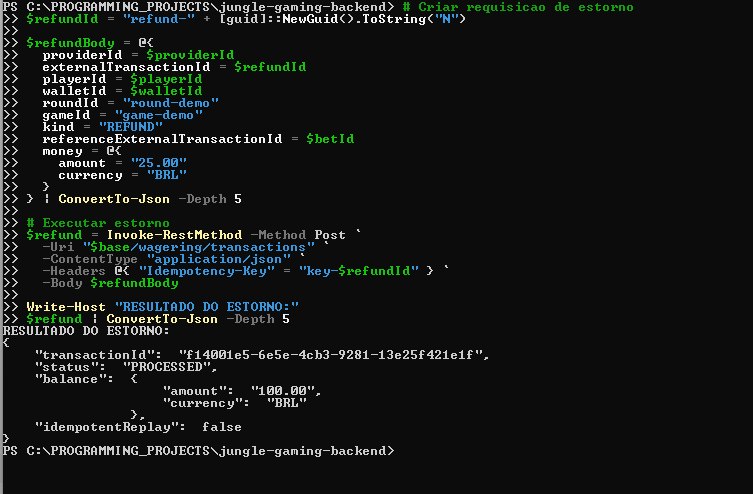 PS C:\PROGRAMMING_PROJECTS\jungle-gaming-backend> # Criar requisicao de estorno
>> $refundId = "refund-" + [guid]::NewGuid().ToString("N")
>>
>> $refundBody = @{
>>   providerId = $providerId
>>   externalTransactionId = $refundId
>>   playerId = $playerId
>>   walletId = $walletId
>>   roundId = "round-demo"
>>   gameId = "game-demo"
>>   kind = "REFUND"
>>   referenceExternalTransactionId = $betId
>>   money = @{
>>     amount = "25.00"
>>     currency = "BRL"
>>   }
>> } | ConvertTo-Json -Depth 5
>>
>> # Executar estorno
>> $refund = Invoke-RestMethod -Method Post `
>>   -Uri "$base/wagering/transactions" `
>>   -ContentType "application/json" `
>>   -Headers @{ "Idempotency-Key" = "key-$refundId" } `
>>   -Body $refundBody
>>
>> Write-Host "RESULTADO DO ESTORNO:"
>> $refund | ConvertTo-Json -Depth 5
RESULTADO DO ESTORNO:
{
    "transactionId":  "f14001e5-6e5e-4cb3-9281-13e25f421e1f",
    "status":  "PROCESSED",
    "balance":  {
                    "amount":  "100.00",
                    "currency":  "BRL"
                },
    "idempotentReplay":  false
}
PS C:\PROGRAMMING_PROJECTS\jungle-gaming-backend>